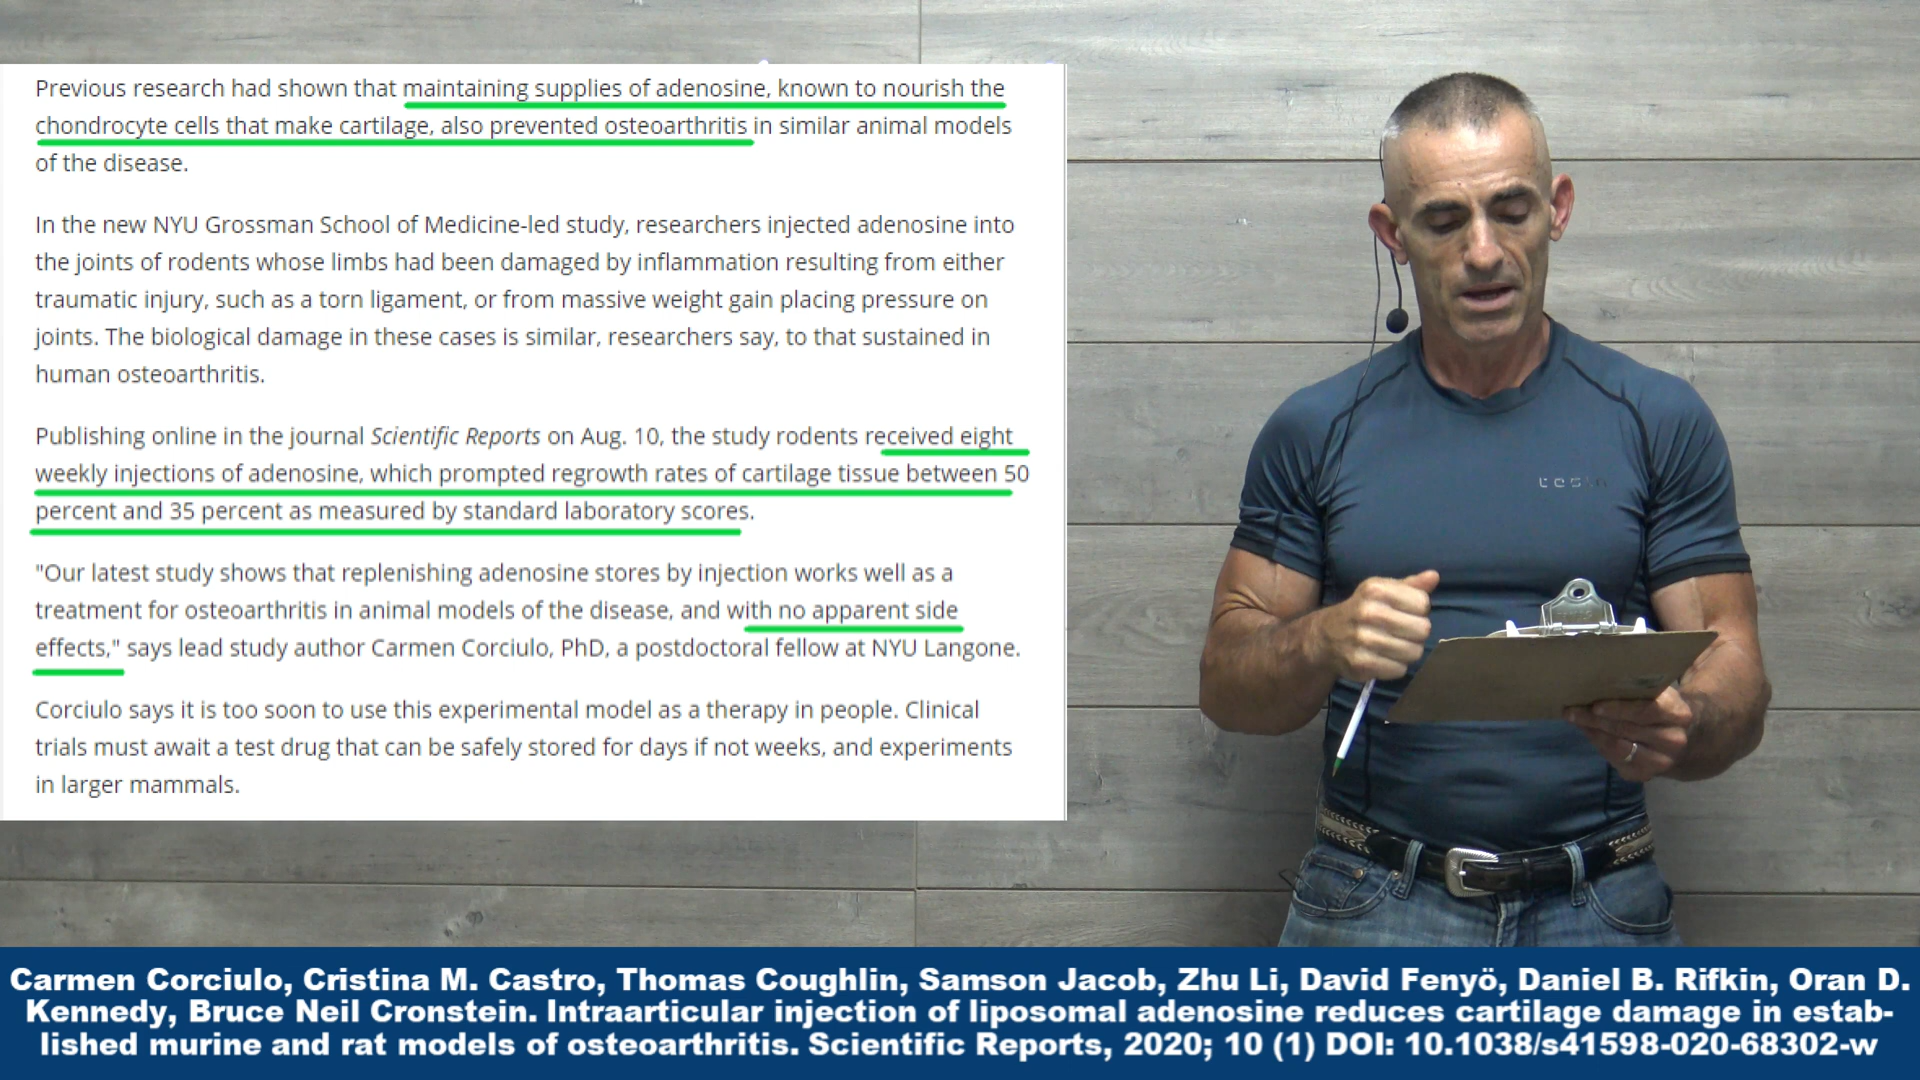 Previous research had shown that maintaining supplies of adenosine, known to nourish the
chondrocyte cells that make cartilage, also prevented osteoarthritis in similar animal models
of the disease.
In the new NYU Grossman School of Medicine-led study, researchers injected adenosine into
the joints of rodents whose limbs had been damaged by inflammation resulting from either
traumatic injury, such as a torn ligament, or from massive weight gain placing pressure on
joints. The biological damage in these cases is similar, researchers say, to that sustained in
human osteoarthritis.
Publishing online in the journal Scientific Reports on Aug. 10, the study rodents received eight
weekly injections of adenosine, which prompted regrowth rates of cartilage tissue between 50
percent and 35 percent as measured by standard laboratory scores.
"Our latest study shows that replenishing adenosine stores by injection works well as a
treatment for osteoarthritis in animal models of the disease, and with no apparent side
effects," says lead study author Carmen Corciulo, PhD, a postdoctoral fellow at NYU Langone.
Corciulo says it is too soon to use this experimental model as a therapy in people. Clinical
trials must await a test drug that can be safely stored for days if not weeks, and experiments
in larger mammals.
Carmen Corciulo, Cristina M. Castro, Thomas Coughlin, Samson Jacob, Zhu Li, David Fenyö, Daniel B. Rifkin, Oran D.
Kennedy, Bruce Neil Cronstein. Intraarticular injection of liposomal adenosine reduces cartilage damage in estab-
lished murine and rat models of osteoarthritis. Scientific Reports, 2020; 10 (1) DOI: 10.1038/s41598-020-68302-w